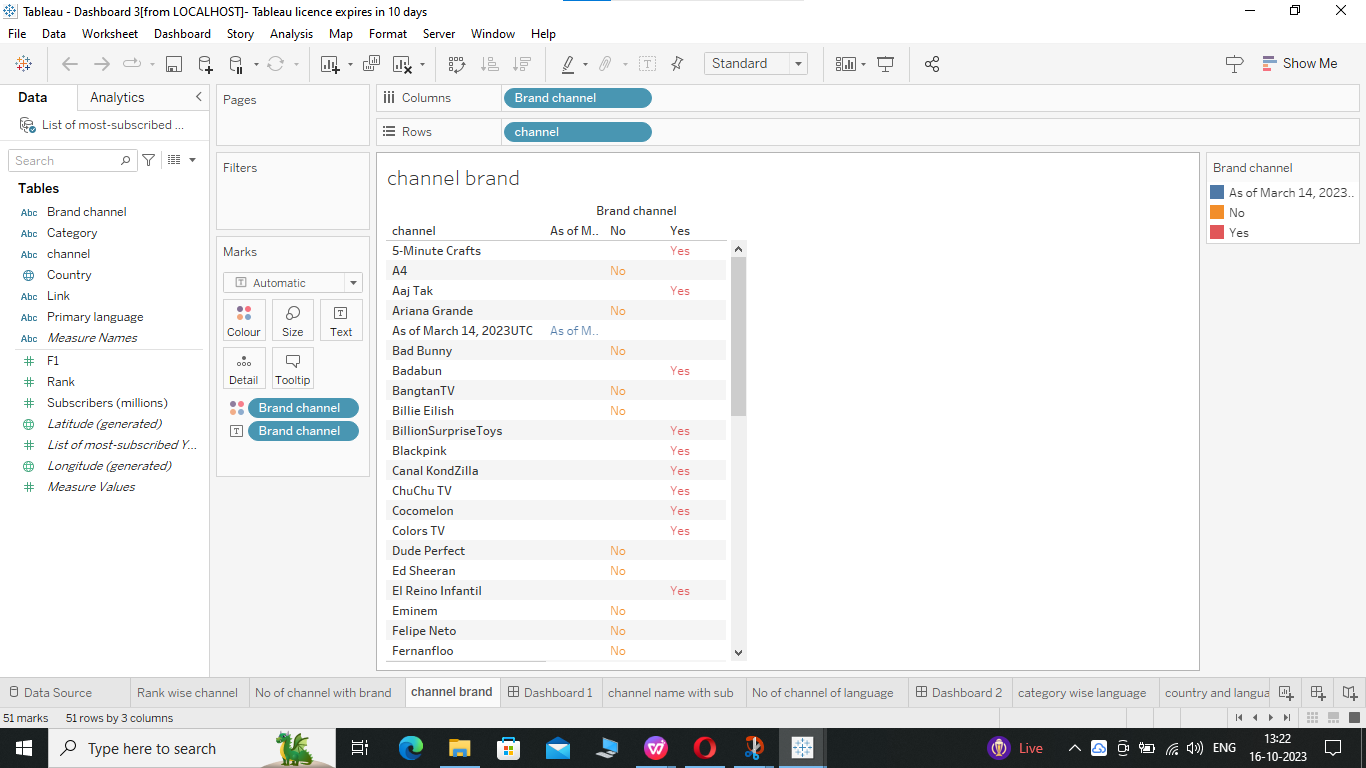 Tableau - Dashboard 3[from LOCALHOST]- Tableau licence expires in 10 days
File Data Worksheet Dashboard Story Analysis Map Format Server Window Help
Standard
Show Me
Data Analytics
List of most-subscribed ...
Search
Tables
Abc Brand channel
Abc Category
Abc channel
Country
Abc Link
Abc Primary language
Abc Measure Names
# F1
# Rank
# Subscribers (millions)
Latitude (generated)
# List of most-subscribed Y...
Longitude (generated)
# Measure Values
Pages
Filters
Marks
T Automatic
Colour Size T Text
Detail Tooltip
Brand channel
T Brand channel
Columns Brand channel
Rows channel
channel brand
Brand channel
channel As of M.. No Yes
5-Minute Crafts Yes
A4 No
Aaj Tak Yes
Ariana Grande No
As of March 14, 2023UTC As of M..
Bad Bunny No
Badabun Yes
BangtanTV No
Billie Eilish No
BillionSurpriseToys Yes
Blackpink Yes
Canal KondZilla Yes
ChuChu TV Yes
Cocomelon Yes
Colors TV Yes
Dude Perfect No
Ed Sheeran No
El Reino Infantil Yes
Eminem No
Felipe Neto No
Fernanfloo No
Brand channel
As of March 14, 2023..
No
Yes
Data Source Rank wise channel No of channel with brand channel brand Dashboard 1 channel name with sub No of channel of language Dashboard 2 category wise language country and langua
51 marks 51 rows by 3 columns
Type here to search
Live
ENG
13:22
16-10-2023